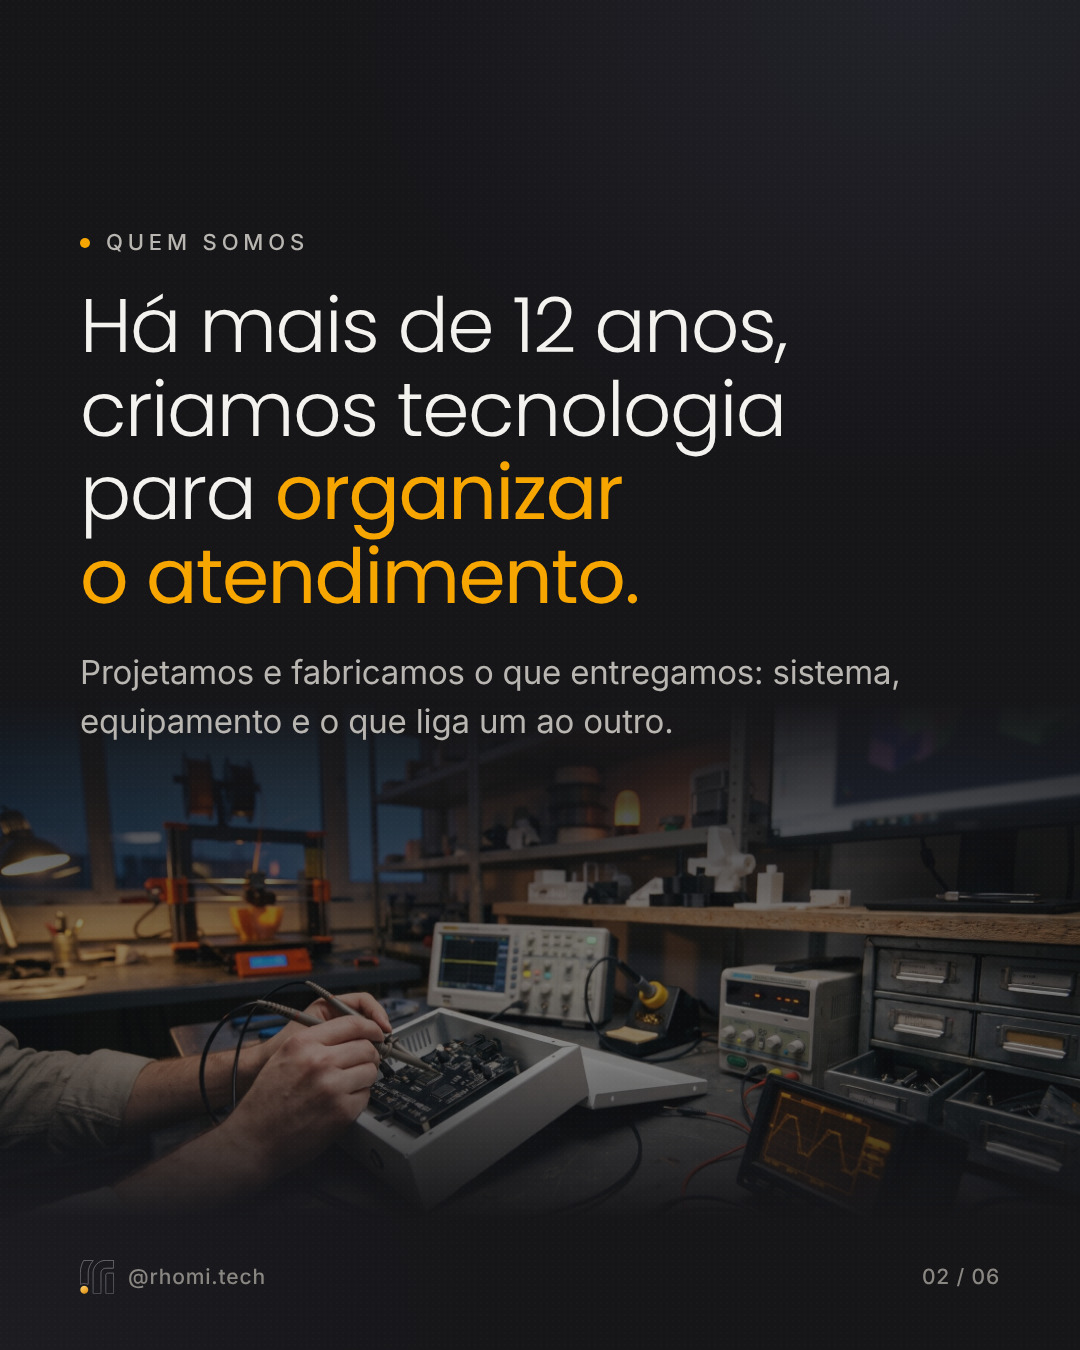 QUEM SOMOS
Há mais de 12 anos,
criamos tecnologia
para organizar
o atendimento.
Projetamos e fabricamos o que entregamos: sistema,
equipamento e o que liga um ao outro.
@rhomi.tech
02 / 06